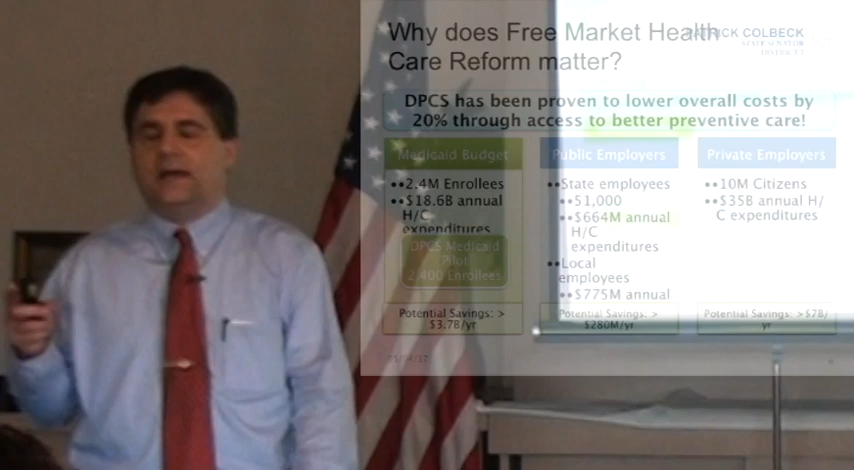 Why does Free Market Health
Care Reform matter?
PATRICK COLBECK
STATE SENATOR
DISTRICT 7
DPCS has been proven to lower overall costs by
20% through access to better preventive care!
Medicaid Budget
••2.4M Enrollees
••$18.6B annual
H/C
expenditures
DPCS Medicaid
Pilot
2,400 Enrollees
Potential Savings: >
$3.7B/yr
Public Employers
••State employees
••51,000
••$664M annual
H/C
expenditures
••Local
employees
••$775M annual
Potential Savings: >
$280M/yr
Private Employers
••10M Citizens
••$35B annual H/
C expenditures
Potential Savings: >$7B/
yr